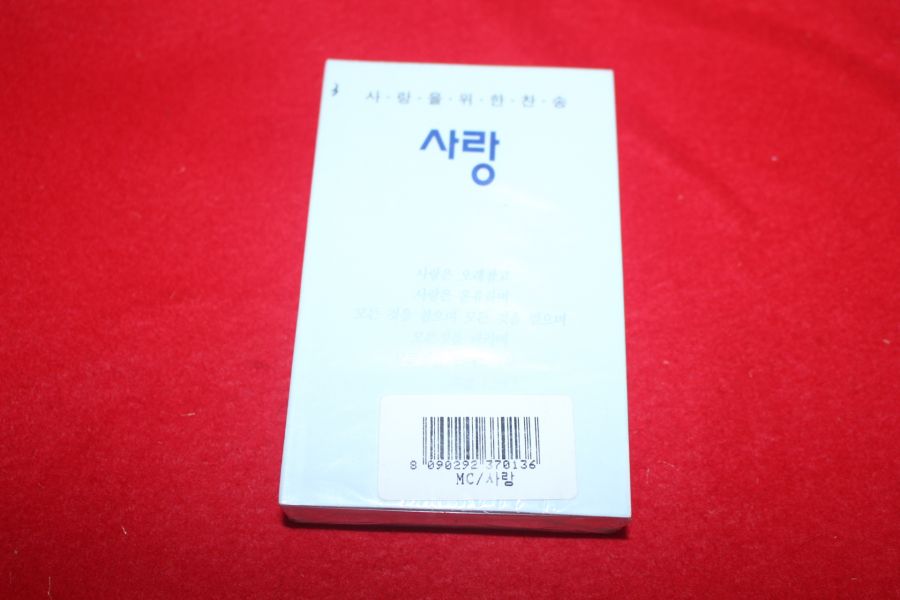 사·랑·을·위·한·찬·송
사랑
사랑은 오래참고
사랑은 온유하며
모든 것을 참으며 모든 것을 믿으며
8 090292 370136
MC/사랑